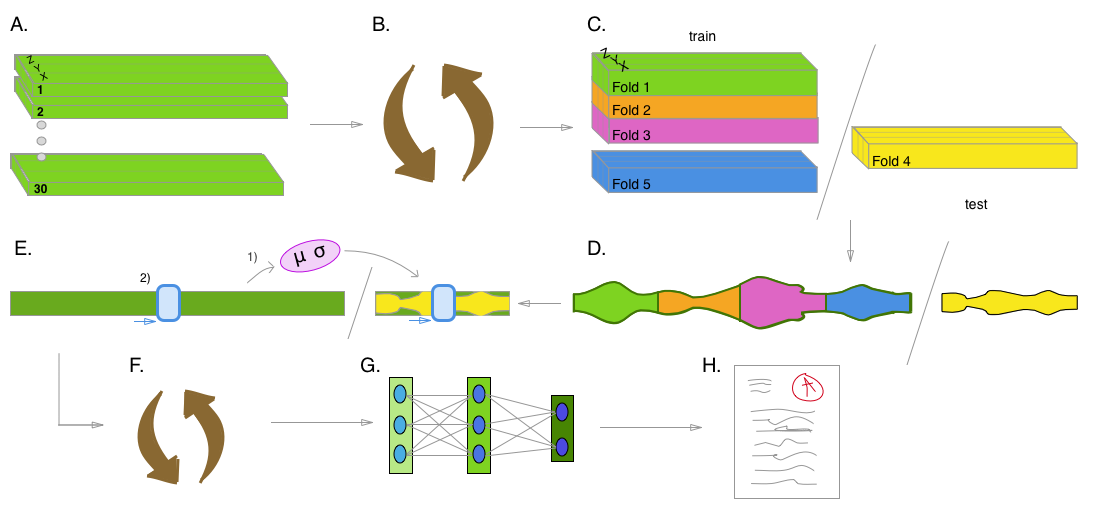 A.
Z Y X
1
2
30
B.
C.
train
Z Y X
Fold 1
Fold 2
Fold 3
Fold 5
Fold 4
test
E.
1)
μ σ
2)
D.
F.
G.
H.
A